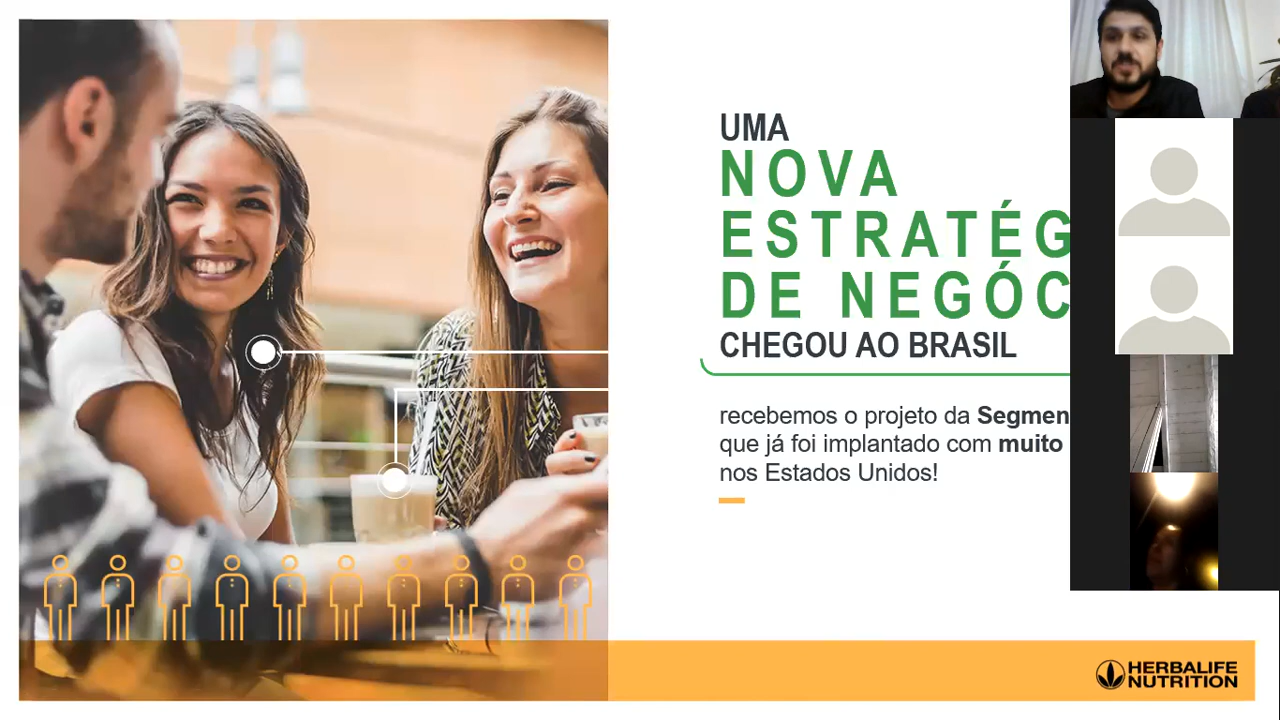 UMA
NOVA
ESTRATÉG
DE NEGÓC
CHEGOU AO BRASIL
recebemos o projeto da Segmen
que já foi implantado com muito
nos Estados Unidos!
HERBALIFE
NUTRITION